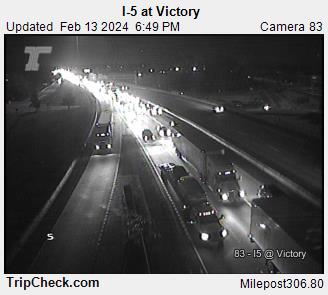 I-5 at Victory
Updated Feb 13 2024 6:49 PM
Camera 83
T
S
83 - I5 @ Victory
TripCheck.com
Milepost306.80